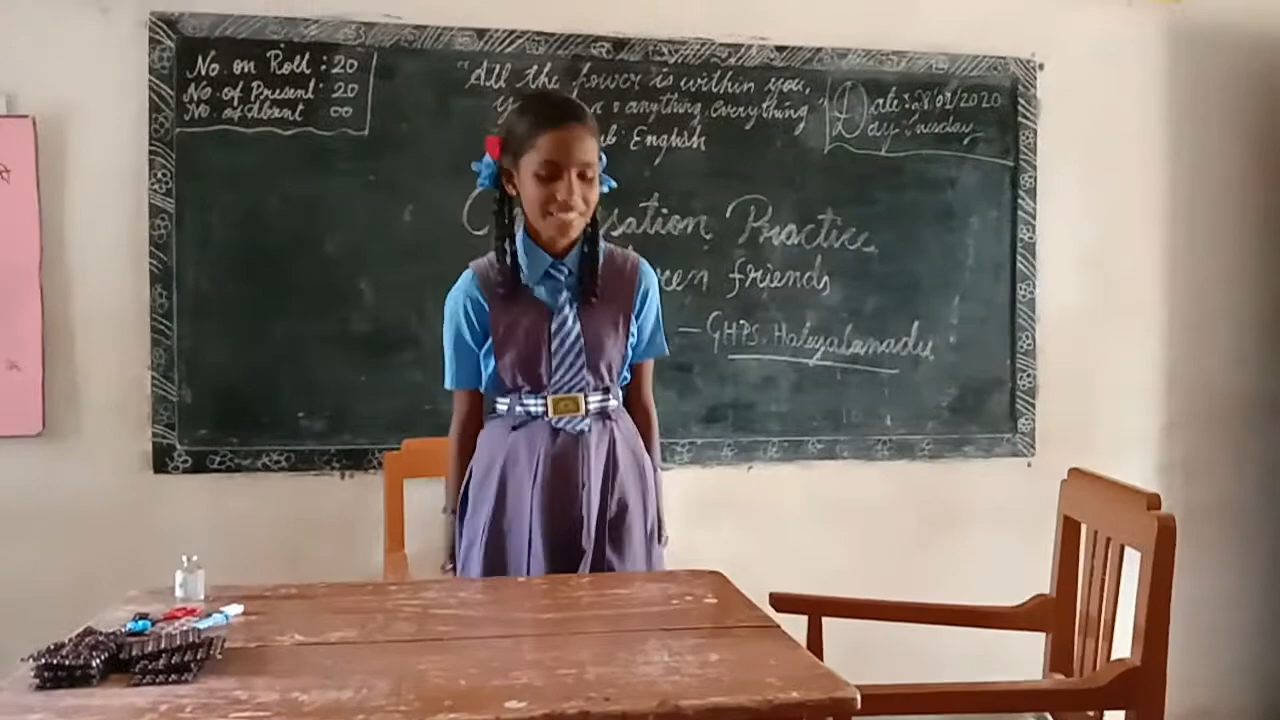 No. on Roll : 20
No. of Present : 20
No. of Absent 00
"All the power is within you,
anything, everything."
Date : 28/01/2020
Day : Tuesday
English
Practice
friends
- GHPS. Haleyalanadu